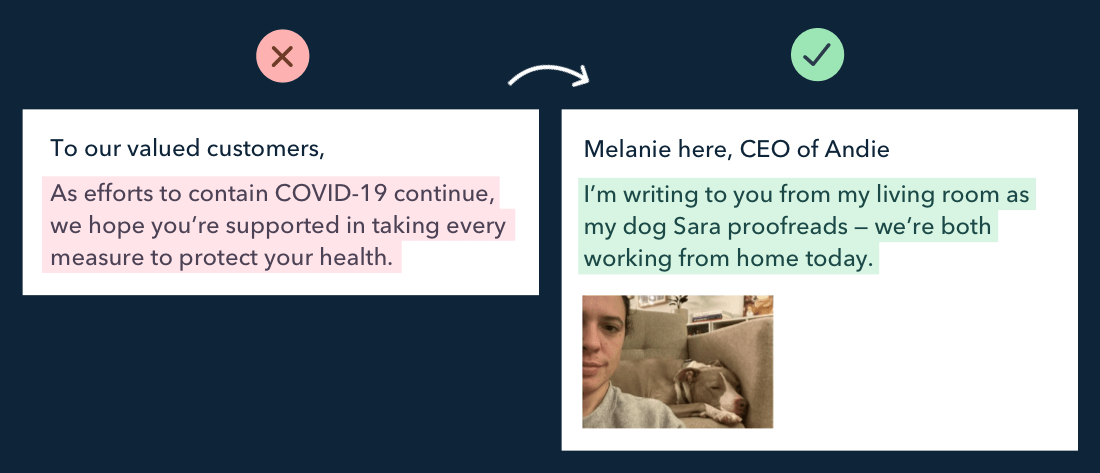 To our valued customers,
As efforts to contain COVID-19 continue,
we hope you’re supported in taking every
measure to protect your health.
Melanie here, CEO of Andie
I’m writing to you from my living room as
my dog Sara proofreads – we’re both
working from home today.